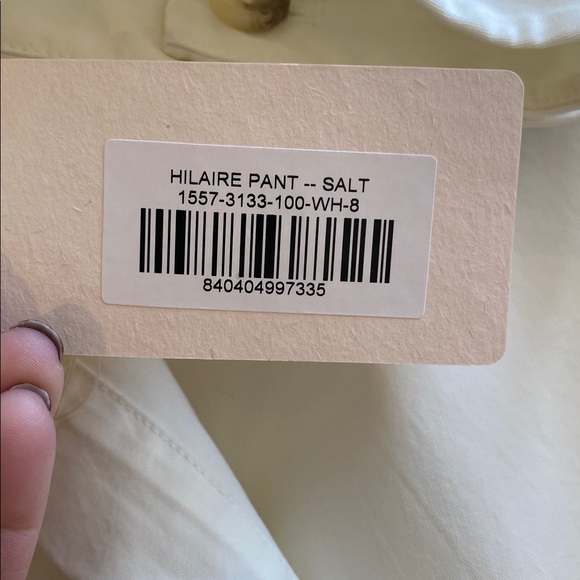 HILAIRE PANT -- SALT
1557-3133-100-WH-8
840404997335